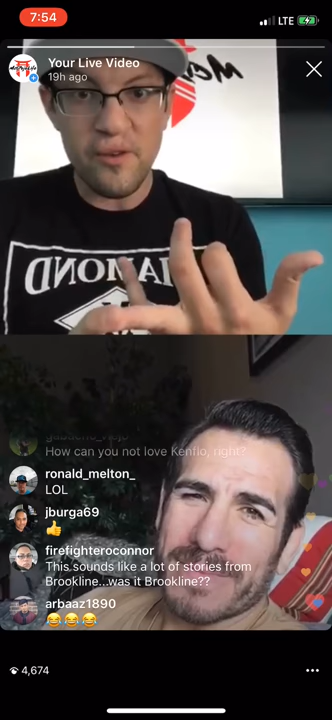 7:54
LTE
Your Live Video
19h ago
DIAMOND
How can you not love Kenflo, right?
ronald_melton_
LOL
jburga69
👍
firefighteroconnor
This sounds like a lot of stories from
Brookline...was it Brookline??
arbaaz1890
😂😂😂
4,674